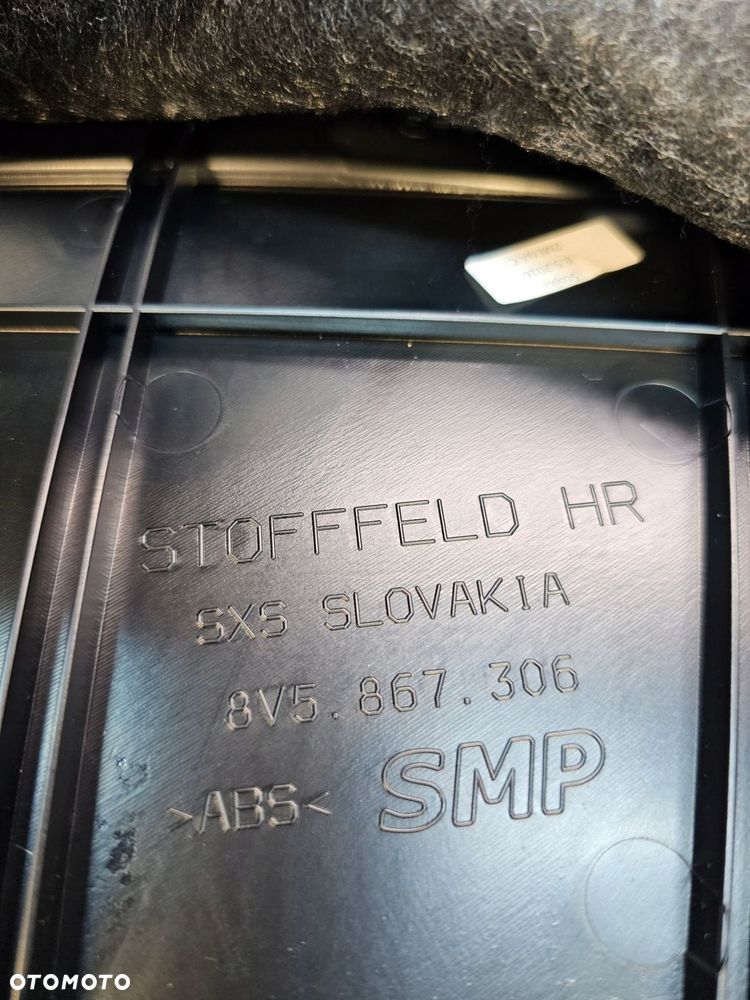 STOFFFELD HR
SXS SLOVAKIA
8V5.867.306
>ABS< SMP
OTOMOTO